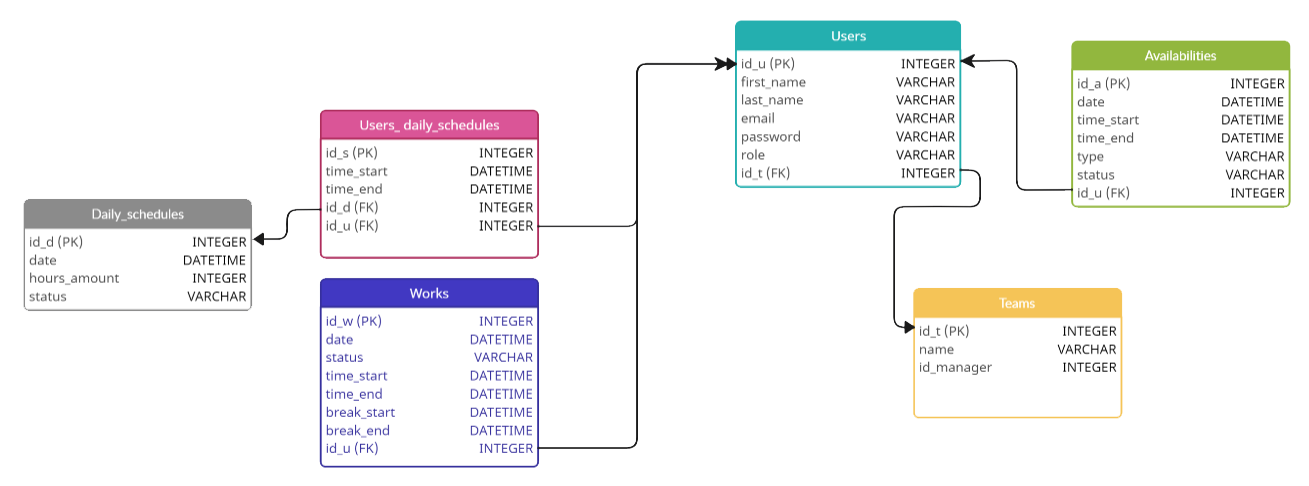 Users
id_u (PK) INTEGER
first_name VARCHAR
last_name VARCHAR
email VARCHAR
password VARCHAR
role VARCHAR
id_t (FK) INTEGER
Availabilities
id_a (PK) INTEGER
date DATETIME
time_start DATETIME
time_end DATETIME
type VARCHAR
status VARCHAR
id_u (FK) INTEGER
Users_ daily_schedules
id_s (PK) INTEGER
time_start DATETIME
time_end DATETIME
id_d (FK) INTEGER
id_u (FK) INTEGER
Daily_schedules
id_d (PK) INTEGER
date DATETIME
hours_amount INTEGER
status VARCHAR
Works
id_w (PK) INTEGER
date DATETIME
status VARCHAR
time_start DATETIME
time_end DATETIME
break_start DATETIME
break_end DATETIME
id_u (FK) INTEGER
Teams
id_t (PK) INTEGER
name VARCHAR
id_manager INTEGER